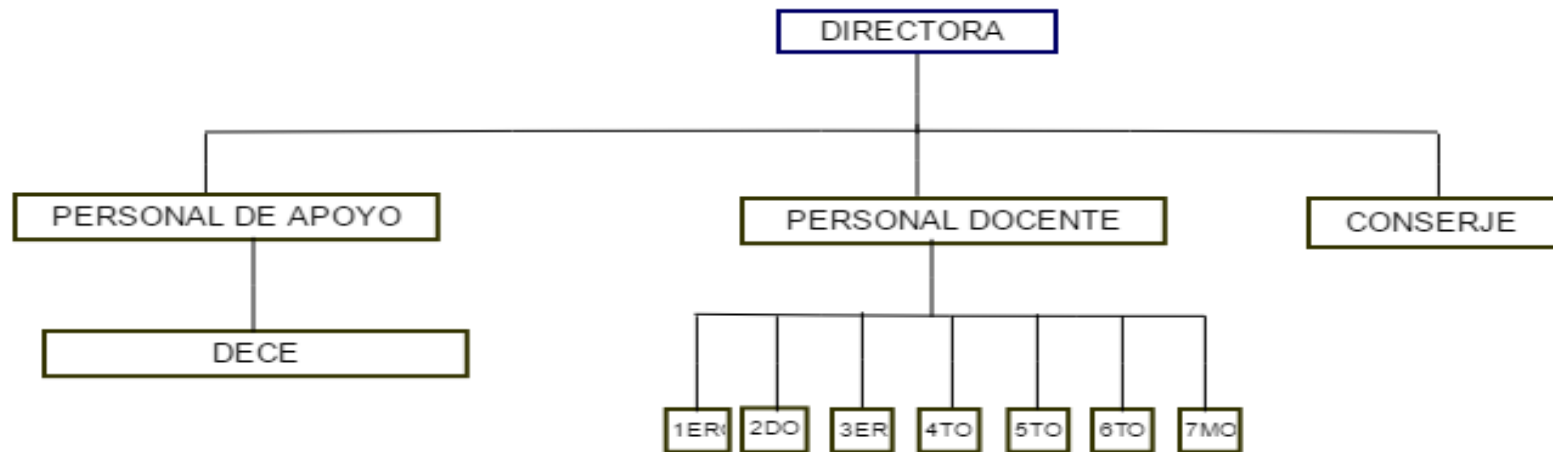 DIRECTORA
PERSONAL DE APOYO
PERSONAL DOCENTE
CONSERJE
DECE
1ER
2DO
3ER
4TO
5TO
6TO
7MO